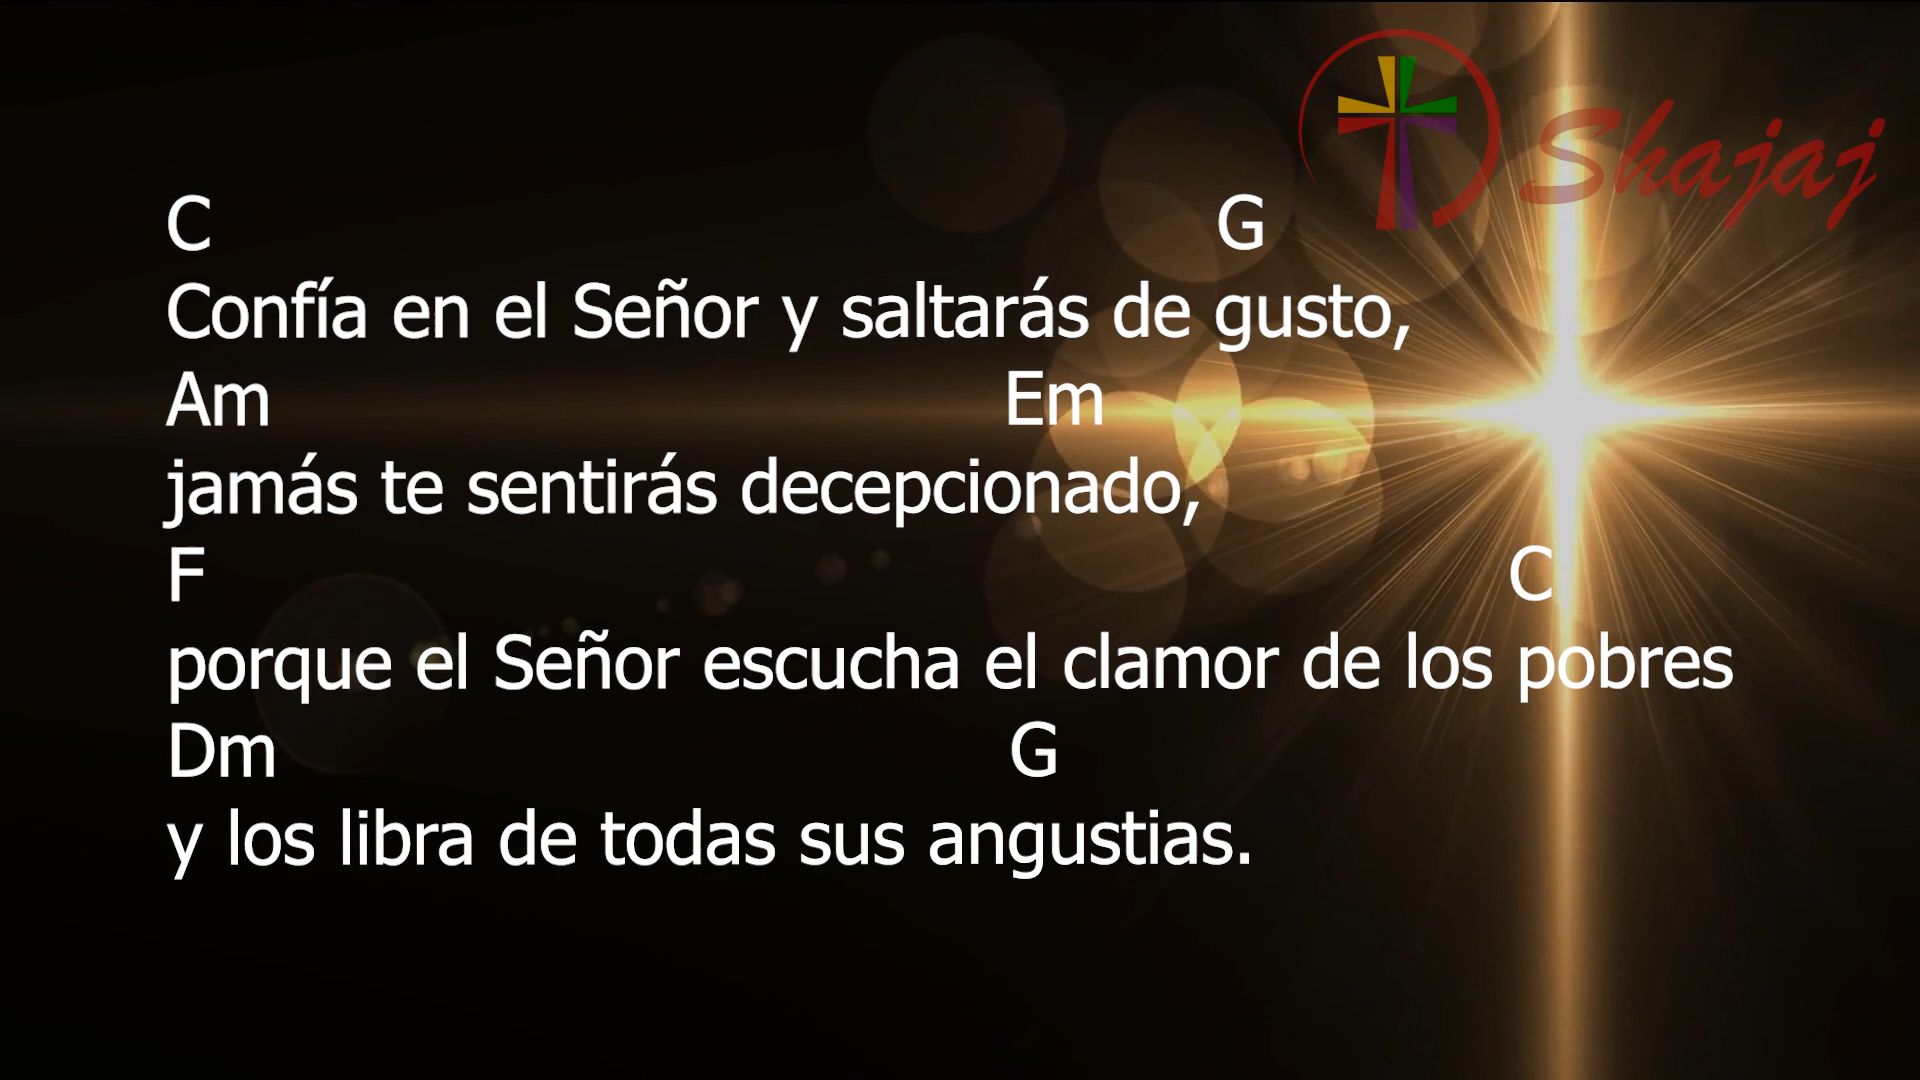 Shajaj
C G
Confía en el Señor y saltarás de gusto,
Am Em
jamás te sentirás decepcionado,
F C
porque el Señor escucha el clamor de los pobres
Dm G
y los libra de todas sus angustias.